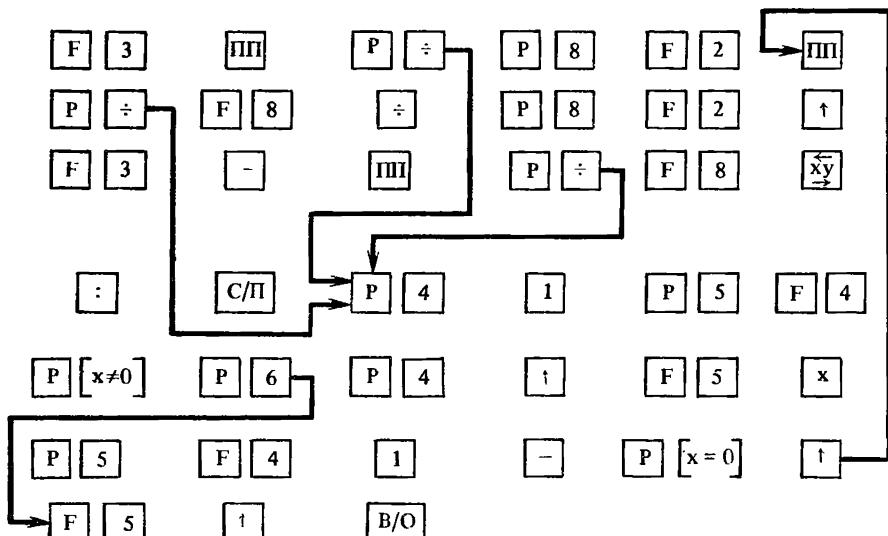 F 3 ПП P ÷ P 8 F 2 ПП
P ÷ F 8 ÷ P 8 F 2 ↑
F 3 − ПП P ÷ F 8 xy
: С/П P 4 1 P 5 F 4
P x≠0 P 6 P 4 ↑ F 5 x
P 5 F 4 1 − P x = 0 ↑
F 5 ↑ В/О